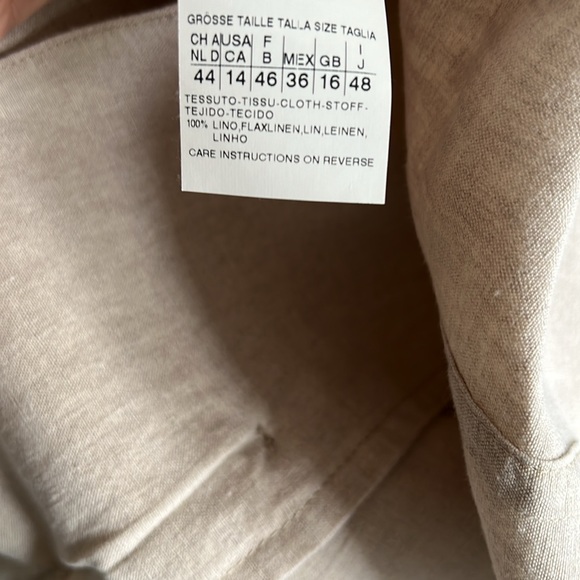 GRÖSSE TAILLE TALLA SIZE TAGLIA
CH A USA F I
NL D CA B MEX GB J
44 14 46 36 16 48
TESSUTO-TISSU-CLOTH-STOFF-
TEJIDO-TECIDO
100% LINO,FLAXLINEN,LIN,LEINEN,
LINHO
CARE INSTRUCTIONS ON REVERSE